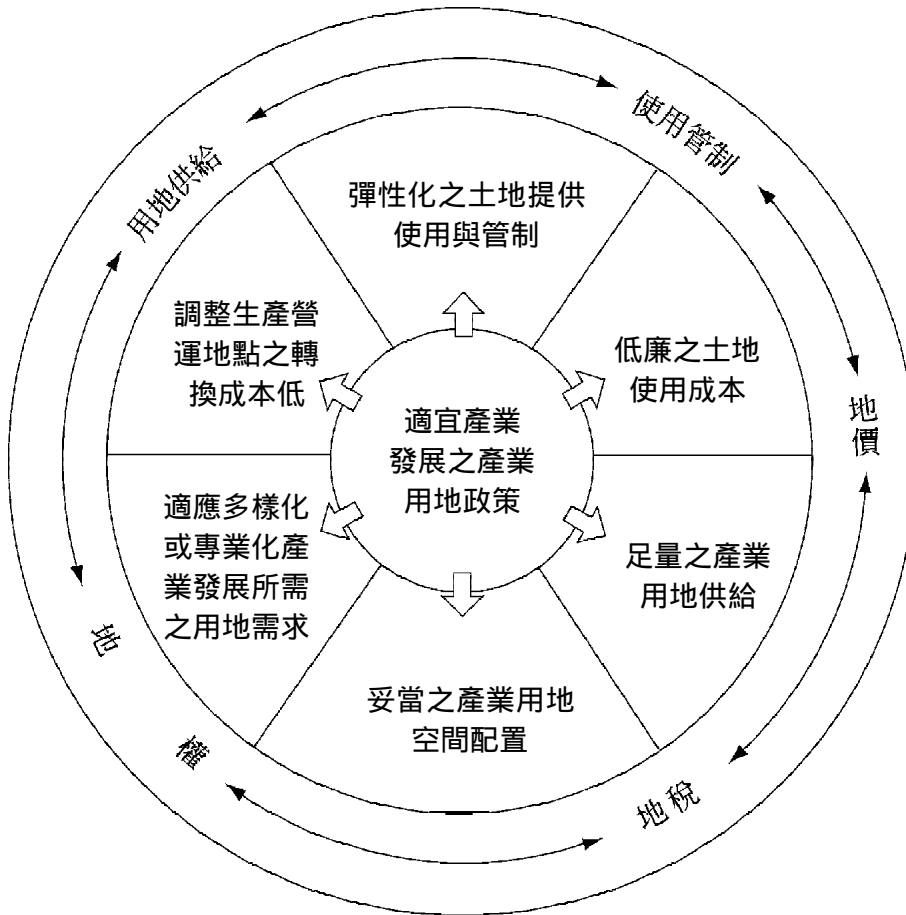 使用管制
用地供給
彈性化之土地提供
使用與管制
調整生產營
運地點之轉
換成本低
低廉之土地
使用成本
地價
適宜產業
發展之產業
用地政策
適應多樣化
或專業化產
業發展所需
之用地需求
足量之產業
用地供給
地權
妥當之產業用地
空間配置
地稅